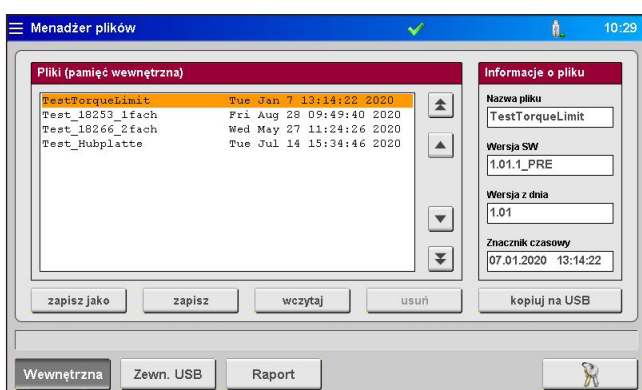 Menadżer plików 10:29
Pliki (pamięć wewnętrzna)
TestTorqueLimit Tue Jan 7 13:14:22 2020
Test_18253_1fach Fri Aug 28 09:49:40 2020
Test_18266_2fach Wed May 27 11:24:26 2020
Test_Hubplatte Tue Jul 14 15:34:46 2020
Informacje o pliku
Nazwa pliku
TestTorqueLimit
Wersja SW
1.01.1_PRE
Wersja z dnia
1.01
Znacznik czasowy
07.01.2020 13:14:22
zapisz jako zapisz wczytaj usuń kopiuj na USB
Wewnętrzna Zewn. USB Raport